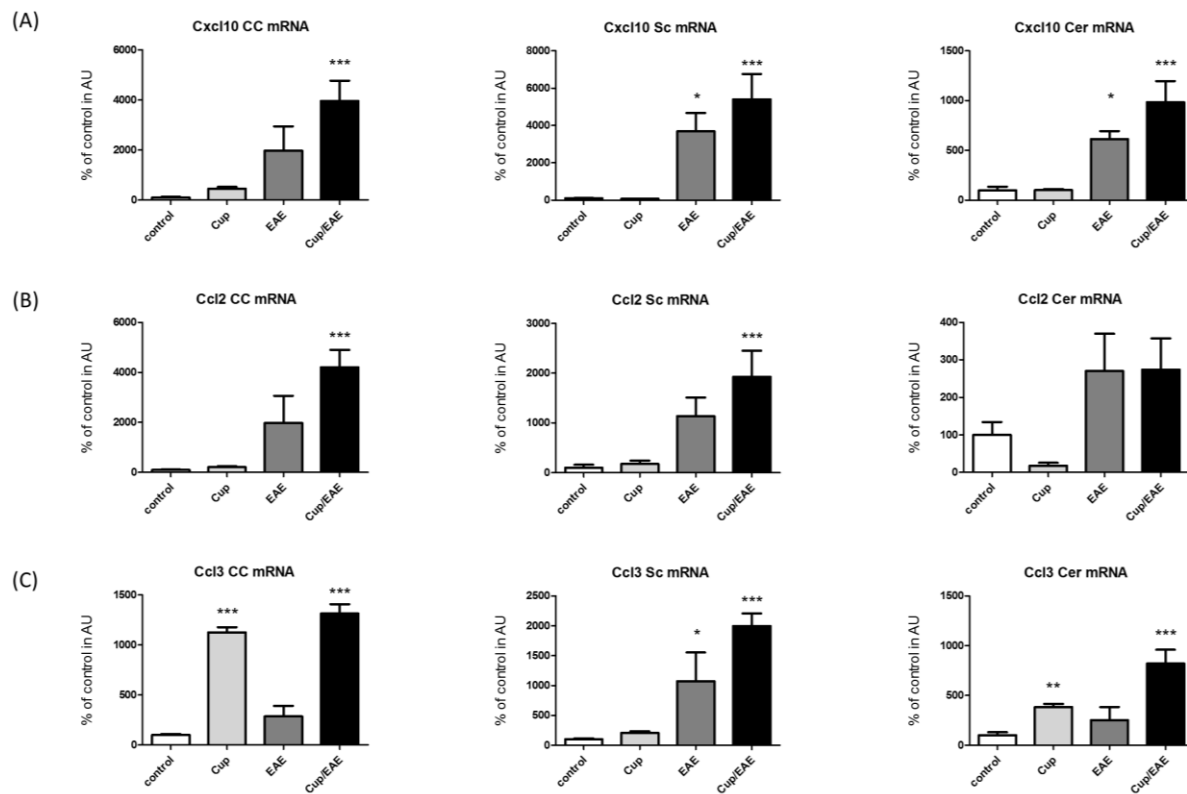 (A)
Cxcl10 CC mRNA
% of control in AU
6000
4000
2000
0
***
control
Cup
EAE
Cup/EAE
Cxcl10 Sc mRNA
% of control in AU
8000
6000
4000
2000
0
*
***
control
Cup
EAE
Cup/EAE
Cxcl10 Cer mRNA
% of control in AU
1500
1000
500
0
*
***
control
Cup
EAE
Cup/EAE
(B)
Ccl2 CC mRNA
% of control in AU
6000
4000
2000
0
***
control
Cup
EAE
Cup/EAE
Ccl2 Sc mRNA
% of control in AU
3000
2000
1000
0
***
control
Cup
EAE
Cup/EAE
Ccl2 Cer mRNA
% of control in AU
400
300
200
100
0
control
Cup
EAE
Cup/EAE
(C)
Ccl3 CC mRNA
% of control in AU
1500
1000
500
0
***
***
control
Cup
EAE
Cup/EAE
Ccl3 Sc mRNA
% of control in AU
2500
2000
1500
1000
500
0
*
***
control
Cup
EAE
Cup/EAE
Ccl3 Cer mRNA
% of control in AU
1500
1000
500
0
**
***
control
Cup
EAE
Cup/EAE